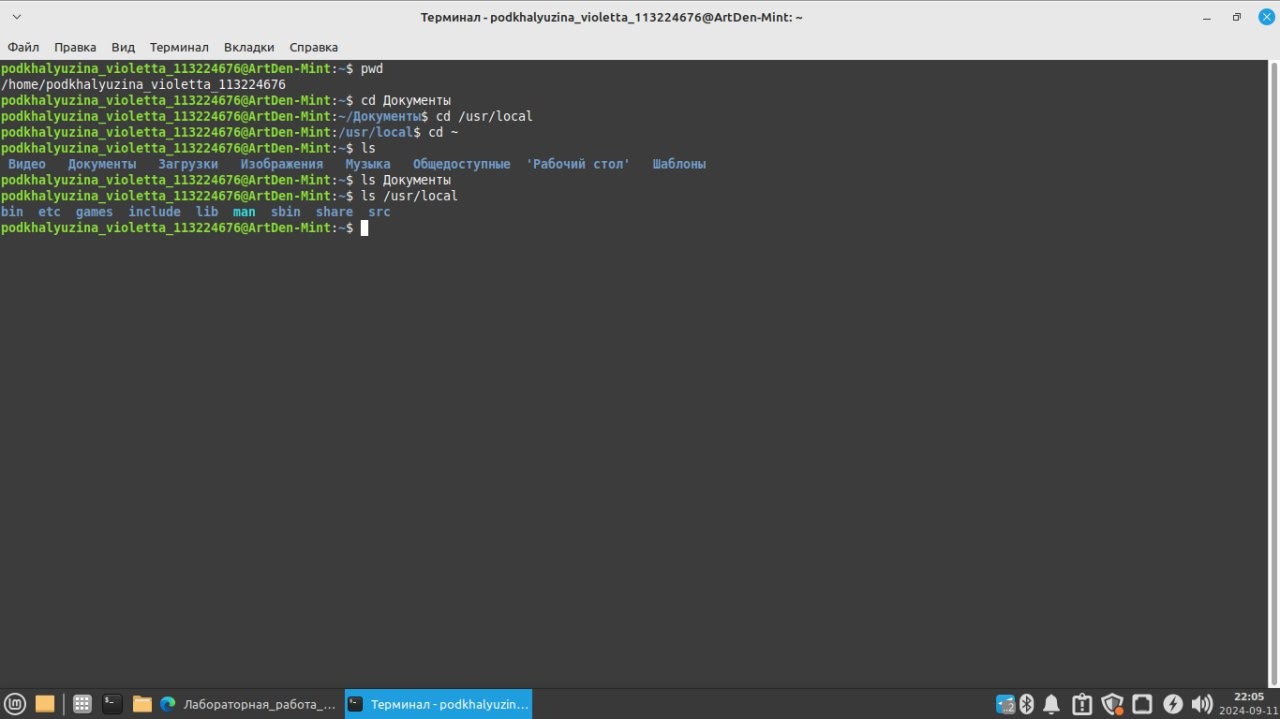 Терминал - podkhalyuzina_violetta_113224676@ArtDen-Mint: ~
Файл Правка Вид Терминал Вкладки Справка
podkhalyuzina_violetta_113224676@ArtDen-Mint:~$ pwd
/home/podkhalyuzina_violetta_113224676
podkhalyuzina_violetta_113224676@ArtDen-Mint:~$ cd Документы
podkhalyuzina_violetta_113224676@ArtDen-Mint:~/Документы$ cd /usr/local
podkhalyuzina_violetta_113224676@ArtDen-Mint:/usr/local$ cd ~
podkhalyuzina_violetta_113224676@ArtDen-Mint:~$ ls
Видео Документы Загрузки Изображения Музыка Общедоступные 'Рабочий стол' Шаблоны
podkhalyuzina_violetta_113224676@ArtDen-Mint:~$ ls Документы
podkhalyuzina_violetta_113224676@ArtDen-Mint:~$ ls /usr/local
bin etc games include lib man sbin share src
podkhalyuzina_violetta_113224676@ArtDen-Mint:~$
Лабораторная_работа_... Терминал - podkhalyuzin... 22:05
2024-09-11